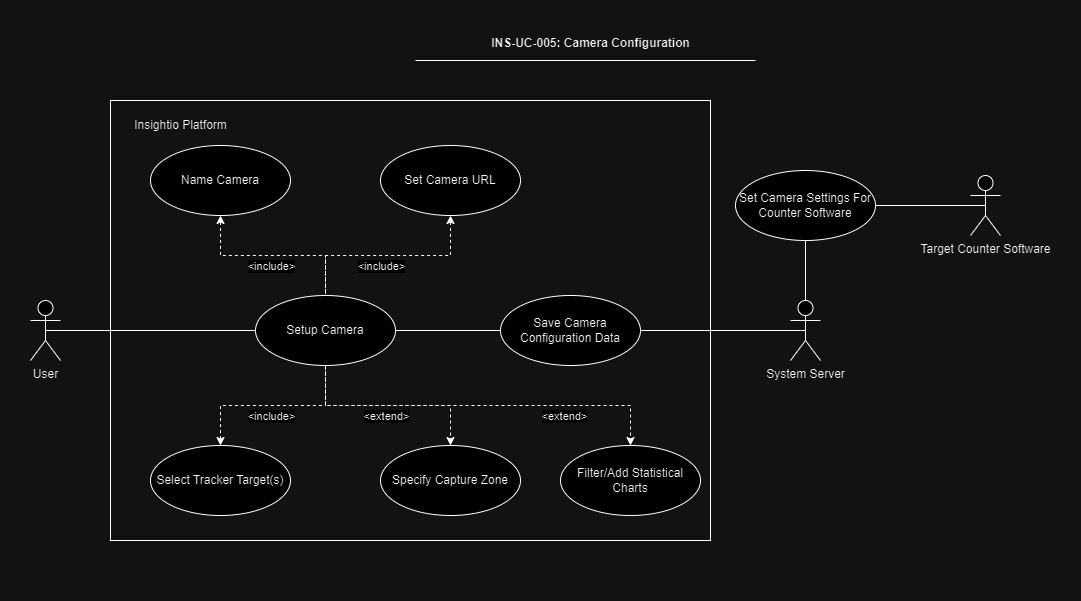 INS-UC-005: Camera Configuration
Insightio Platform
Name Camera
Set Camera URL
Set Camera Settings For
Counter Software
Target Counter Software
<include>
<include>
Setup Camera
Save Camera
Configuration Data
User
System Server
<include>
<extend>
<extend>
Select Tracker Target(s)
Specify Capture Zone
Filter/Add Statistical
Charts